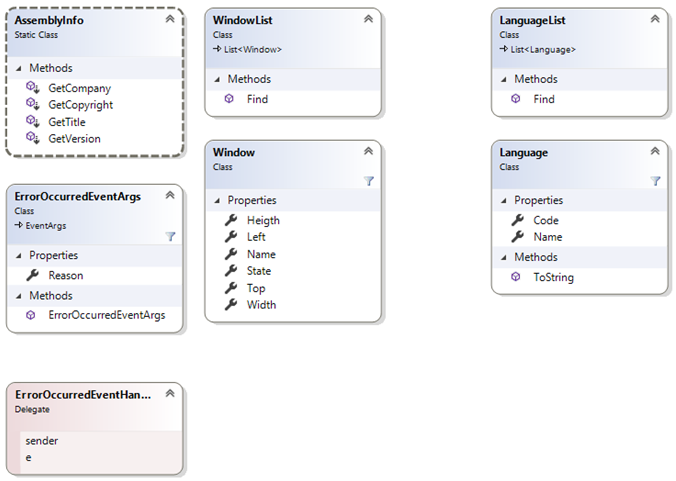 AssemblyInfo
Static Class
Methods
GetCompany
GetCopyright
GetTitle
GetVersion
ErrorOccurredEventArgs
Class
EventArgs
Properties
Reason
Methods
ErrorOccurredEventArgs
ErrorOccurredEventHan...
Delegate
sender
e
WindowList
Class
List<Window>
Methods
Find
Window
Class
Properties
Heigth
Left
Name
State
Top
Width
LanguageList
Class
List<Language>
Methods
Find
Language
Class
Properties
Code
Name
Methods
ToString